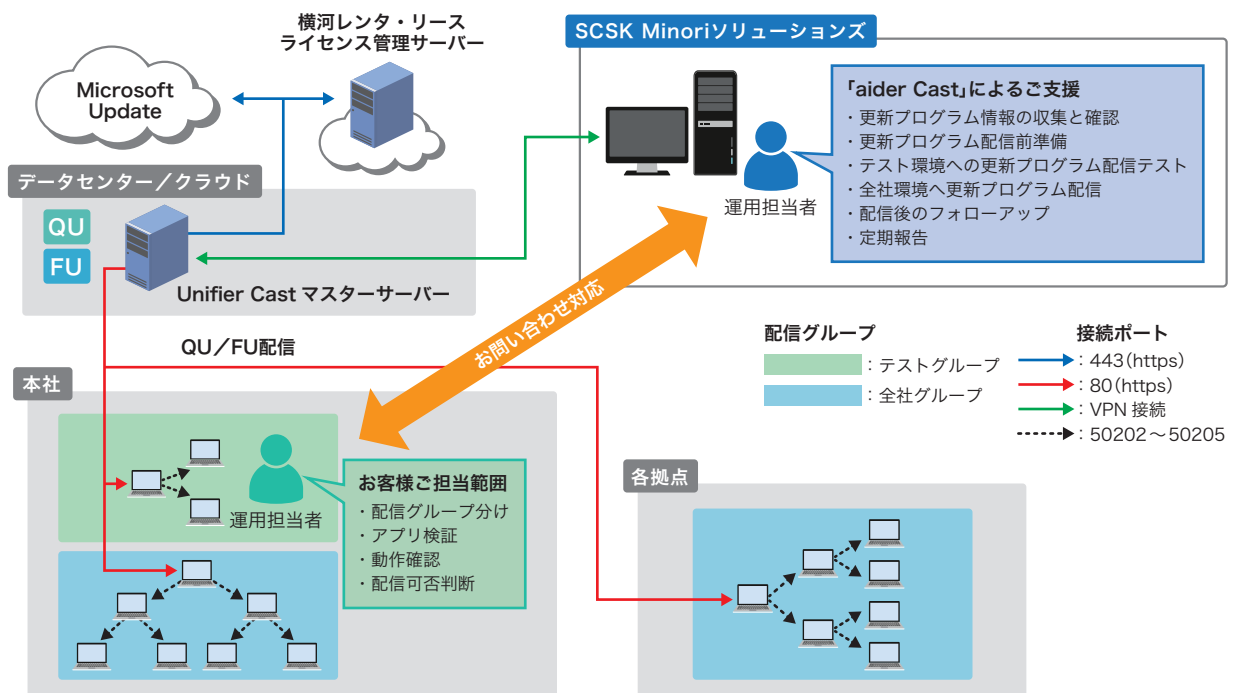 横河レンタ・リース
ライセンス管理サーバー
Microsoft
Update
SCSK Minoriソリューションズ
「aider Cast」によるご支援
・更新プログラム情報の収集と確認
・更新プログラム配信前準備
・テスト環境への更新プログラム配信テスト
・全社環境へ更新プログラム配信
・配信後のフォローアップ
・定期報告
運用担当者
データセンター／クラウド
QU
FU
Unifier Cast マスターサーバー
お問い合わせ対応
QU／FU配信
配信グループ
：テストグループ
：全社グループ
接続ポート
：443(https)
：80(https)
：VPN 接続
：50202～50205
本社
運用担当者
お客様ご担当範囲
・配信グループ分け
・アプリ検証
・動作確認
・配信可否判断
各拠点